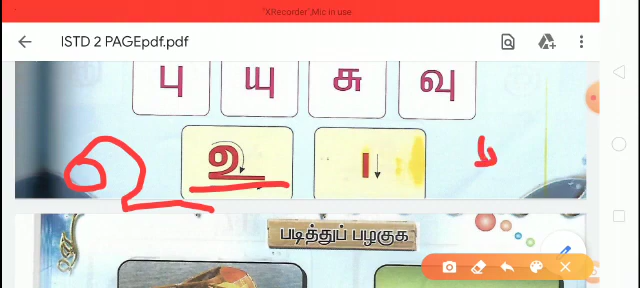 "XRecorder",Mic in use
ISTD 2 PAGEpdf.pdf
பு யு சு வு
உ
படித்துப் பழகுக